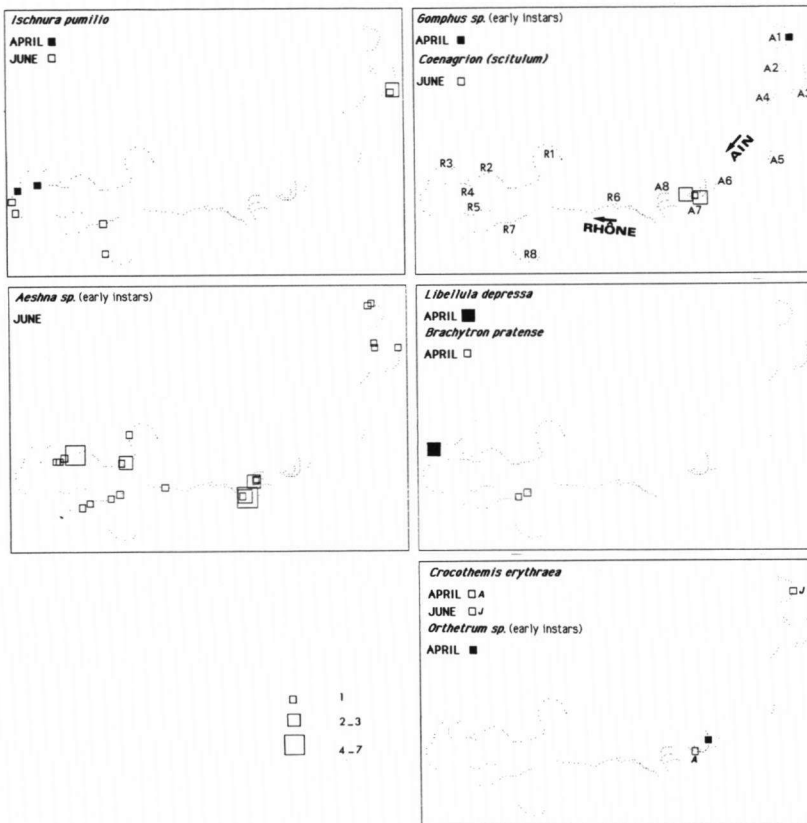 Ischnura pumilio
APRIL ■
JUNE □
Gomphus sp. (early instars)
APRIL ■
Coenagrion (scitulum)
JUNE □
A1
A2
A4
A3
AIN
A5
A6
R1
R2
R3
R4
R5
R6
A8
A7
R7
RHÔNE
R8
Aeshna sp. (early instars)
JUNE
Libellula depressa
APRIL ■
Brachytron pratense
APRIL □
Crocothemis erythraea
APRIL □ A
JUNE □ J
Orthetrum sp. (early instars)
APRIL ■
J
A
□ 1
□ 2_3
□ 4_7